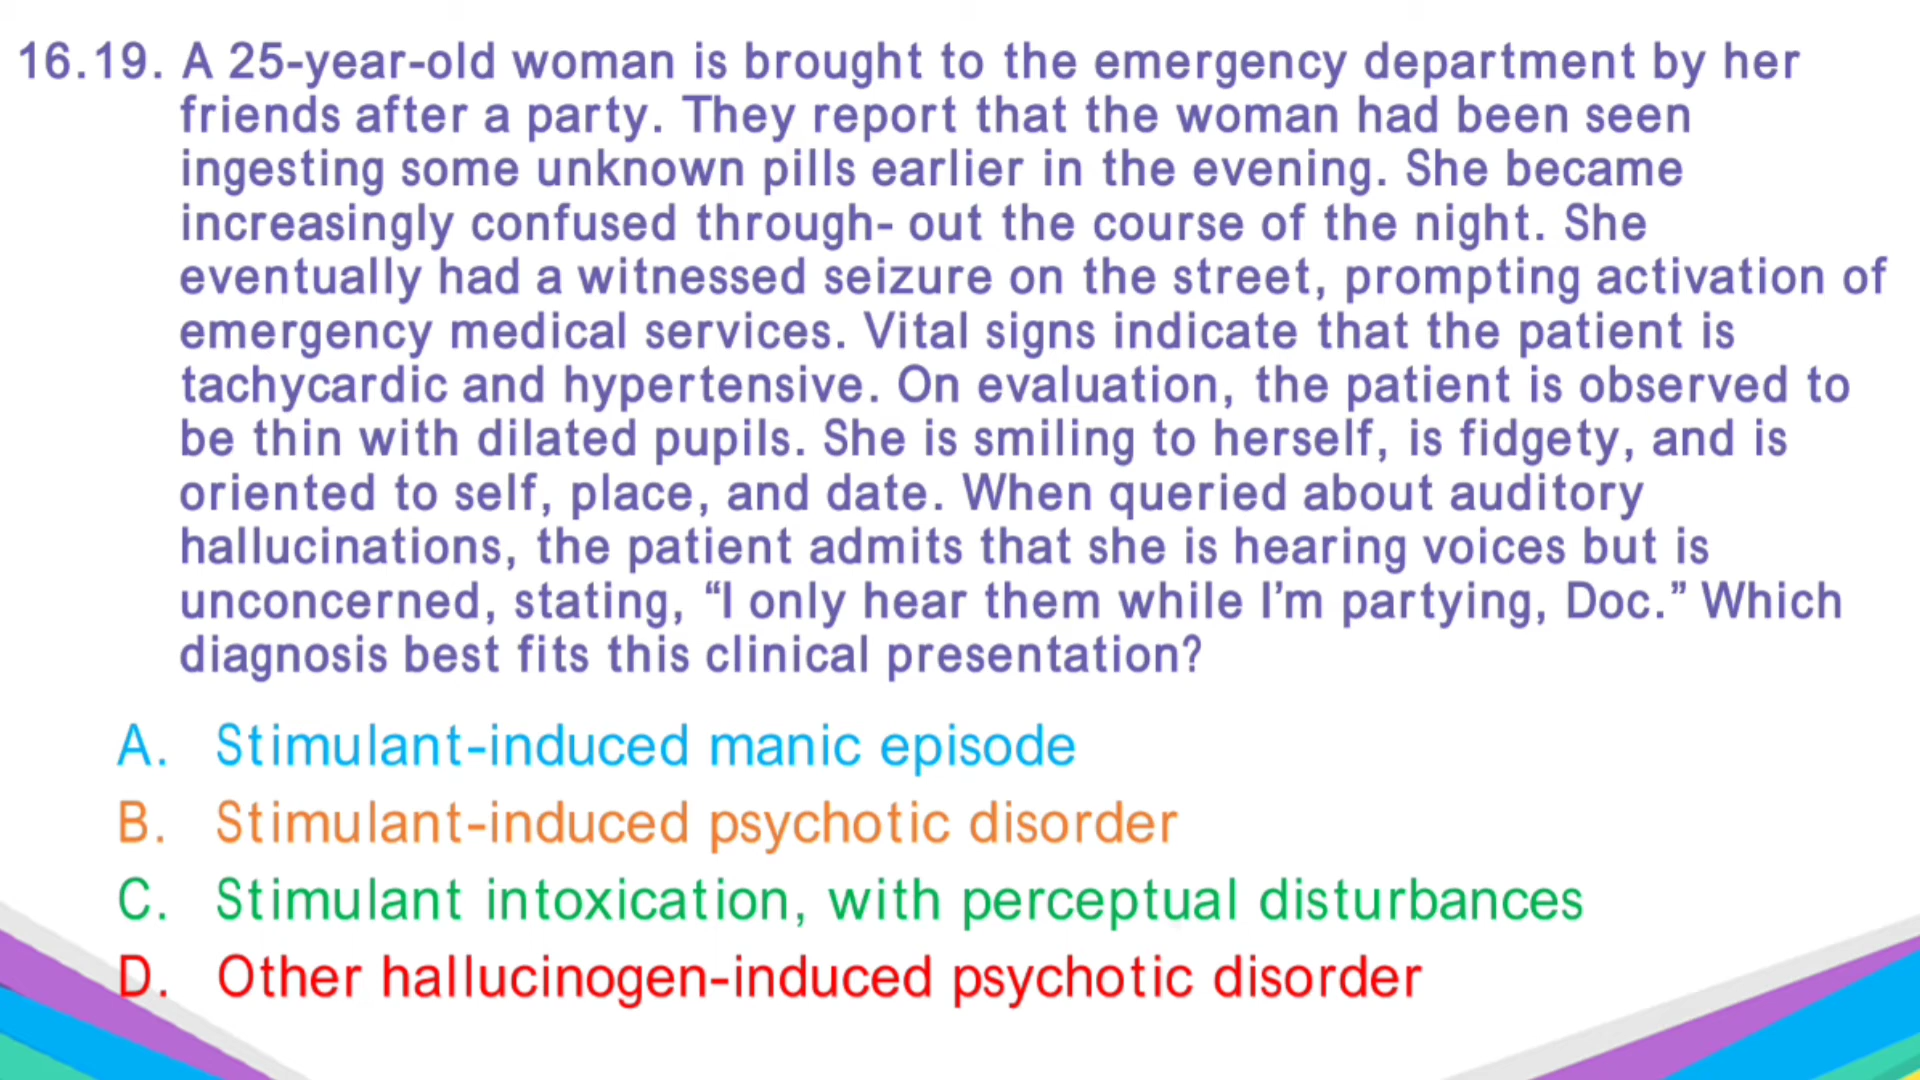 16.19. A 25-year-old woman is brought to the emergency department by her
friends after a party. They report that the woman had been seen
ingesting some unknown pills earlier in the evening. She became
increasingly confused through- out the course of the night. She
eventually had a witnessed seizure on the street, prompting activation of
emergency medical services. Vital signs indicate that the patient is
tachycardic and hypertensive. On evaluation, the patient is observed to
be thin with dilated pupils. She is smiling to herself, is fidgety, and is
oriented to self, place, and date. When queried about auditory
hallucinations, the patient admits that she is hearing voices but is
unconcerned, stating, “I only hear them while I’m partying, Doc.” Which
diagnosis best fits this clinical presentation?
A. Stimulant-induced manic episode
B. Stimulant-induced psychotic disorder
C. Stimulant intoxication, with perceptual disturbances
D. Other hallucinogen-induced psychotic disorder